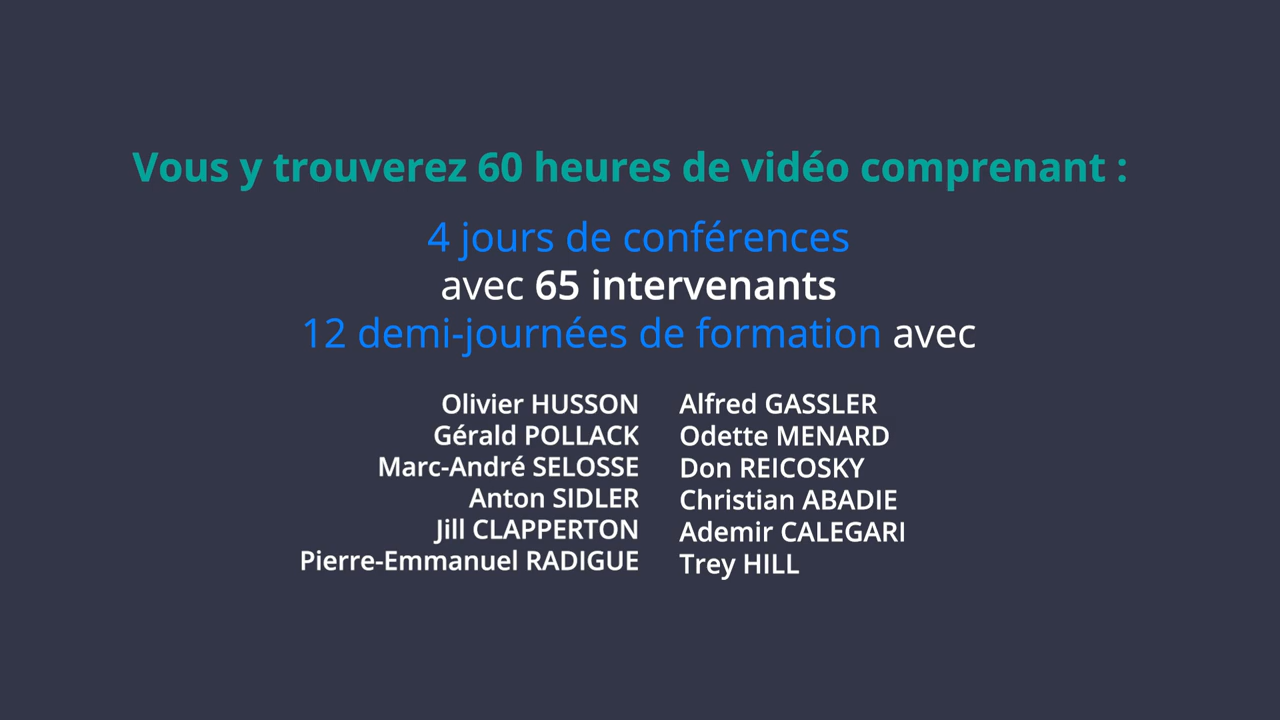 Vous y trouverez 60 heures de vidéo comprenant :
4 jours de conférences
avec 65 intervenants
12 demi-journées de formation avec
Olivier HUSSON
Gérald POLLACK
Marc-André SELOSSE
Anton SIDLER
Jill CLAPPERTON
Pierre-Emmanuel RADIGUE
Alfred GASSLER
Odette MENARD
Don REICOSKY
Christian ABADIE
Ademir CALEGARI
Trey HILL